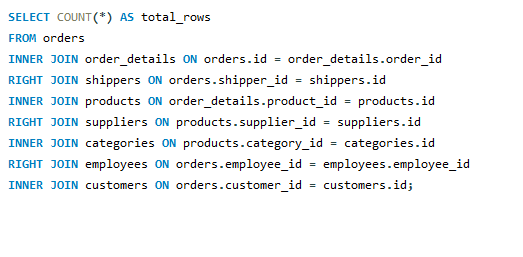 SELECT COUNT(*) AS total_rows
FROM orders
INNER JOIN order_details ON orders.id = order_details.order_id
RIGHT JOIN shippers ON orders.shipper_id = shippers.id
INNER JOIN products ON order_details.product_id = products.id
RIGHT JOIN suppliers ON products.supplier_id = suppliers.id
INNER JOIN categories ON products.category_id = categories.id
RIGHT JOIN employees ON orders.employee_id = employees.employee_id
INNER JOIN customers ON orders.customer_id = customers.id;